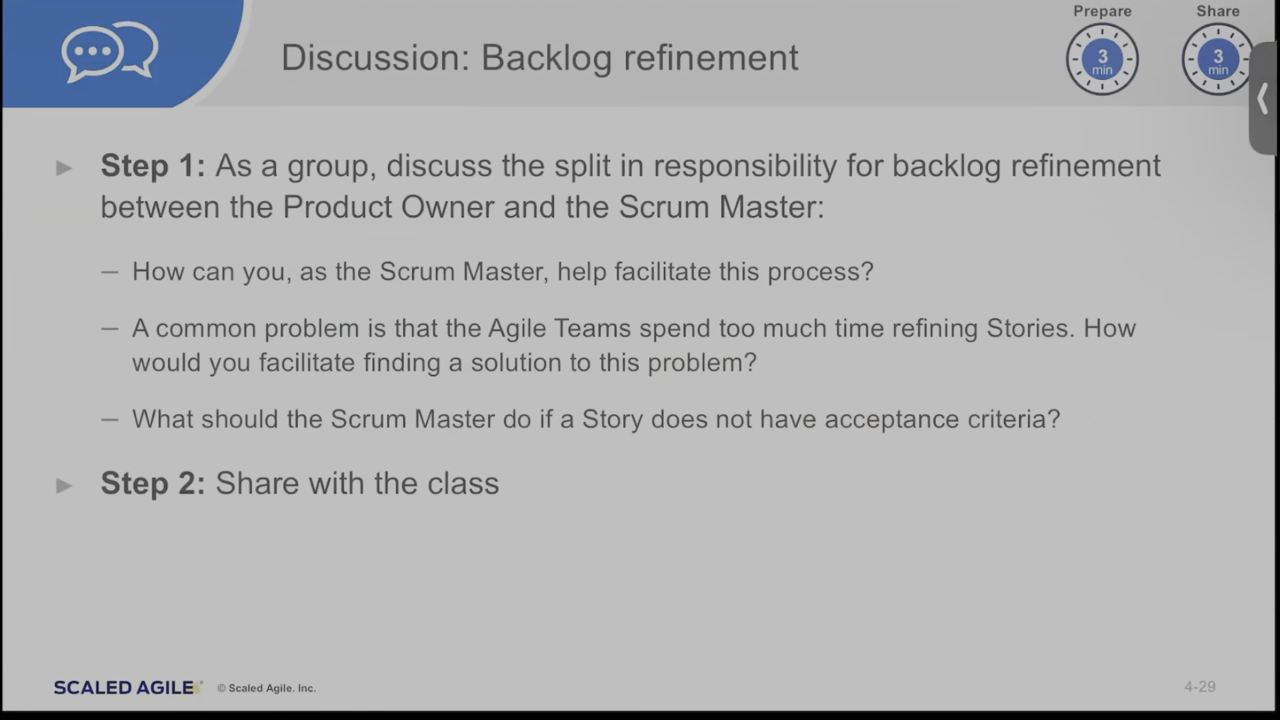 Prepare
Share
Discussion: Backlog refinement
3
min
3
min
Step 1: As a group, discuss the split in responsibility for backlog refinement
between the Product Owner and the Scrum Master:
– How can you, as the Scrum Master, help facilitate this process?
– A common problem is that the Agile Teams spend too much time refining Stories. How
would you facilitate finding a solution to this problem?
– What should the Scrum Master do if a Story does not have acceptance criteria?
Step 2: Share with the class
SCALED AGILE
© Scaled Agile. Inc.
4-29